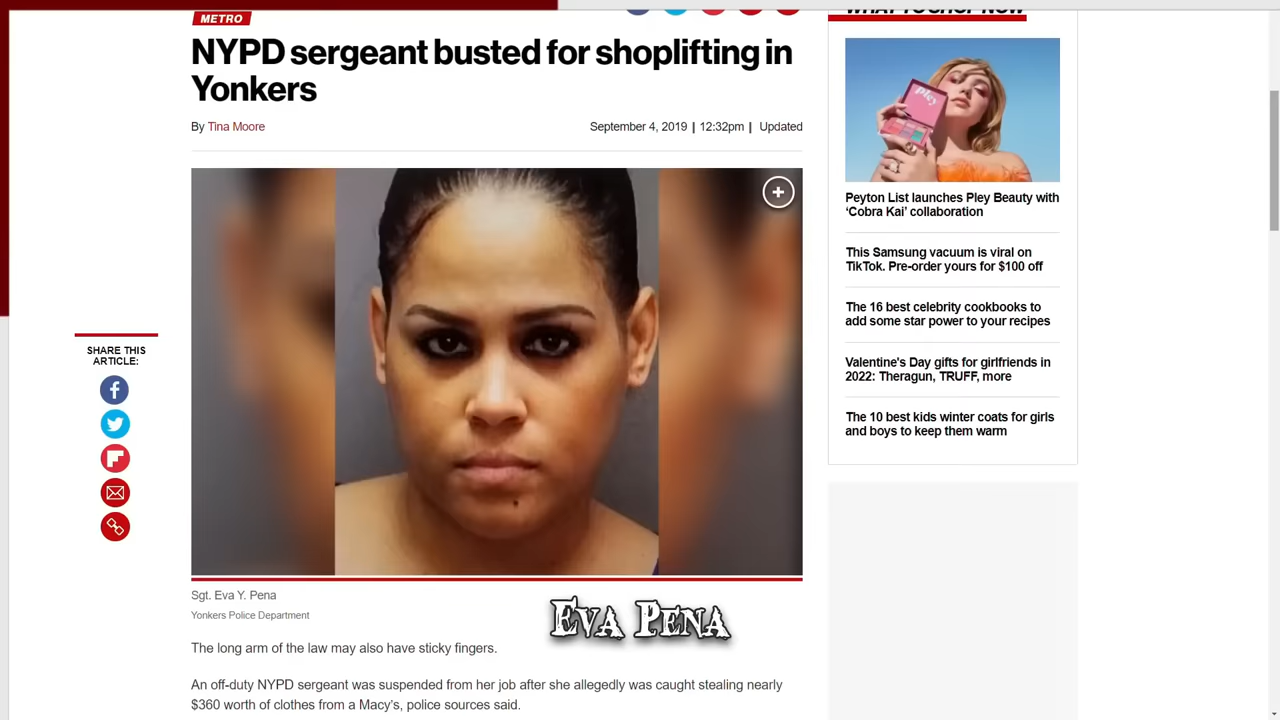 WHAT TO SHOP NOW
METRO
NYPD sergeant busted for shoplifting in
Yonkers
By Tina Moore
September 4, 2019 | 12:32pm | Updated
SHARE THIS
ARTICLE:
Sgt. Eva Y. Pena
Yonkers Police Department
EVA PENA
The long arm of the law may also have sticky fingers.
An off-duty NYPD sergeant was suspended from her job after she allegedly was caught stealing nearly
$360 worth of clothes from a Macy's, police sources said.
pley
Peyton List launches Pley Beauty with
‘Cobra Kai’ collaboration
This Samsung vacuum is viral on
TikTok. Pre-order yours for $100 off
The 16 best celebrity cookbooks to
add some star power to your recipes
Valentine's Day gifts for girlfriends in
2022: Theragun, TRUFF, more
The 10 best kids winter coats for girls
and boys to keep them warm